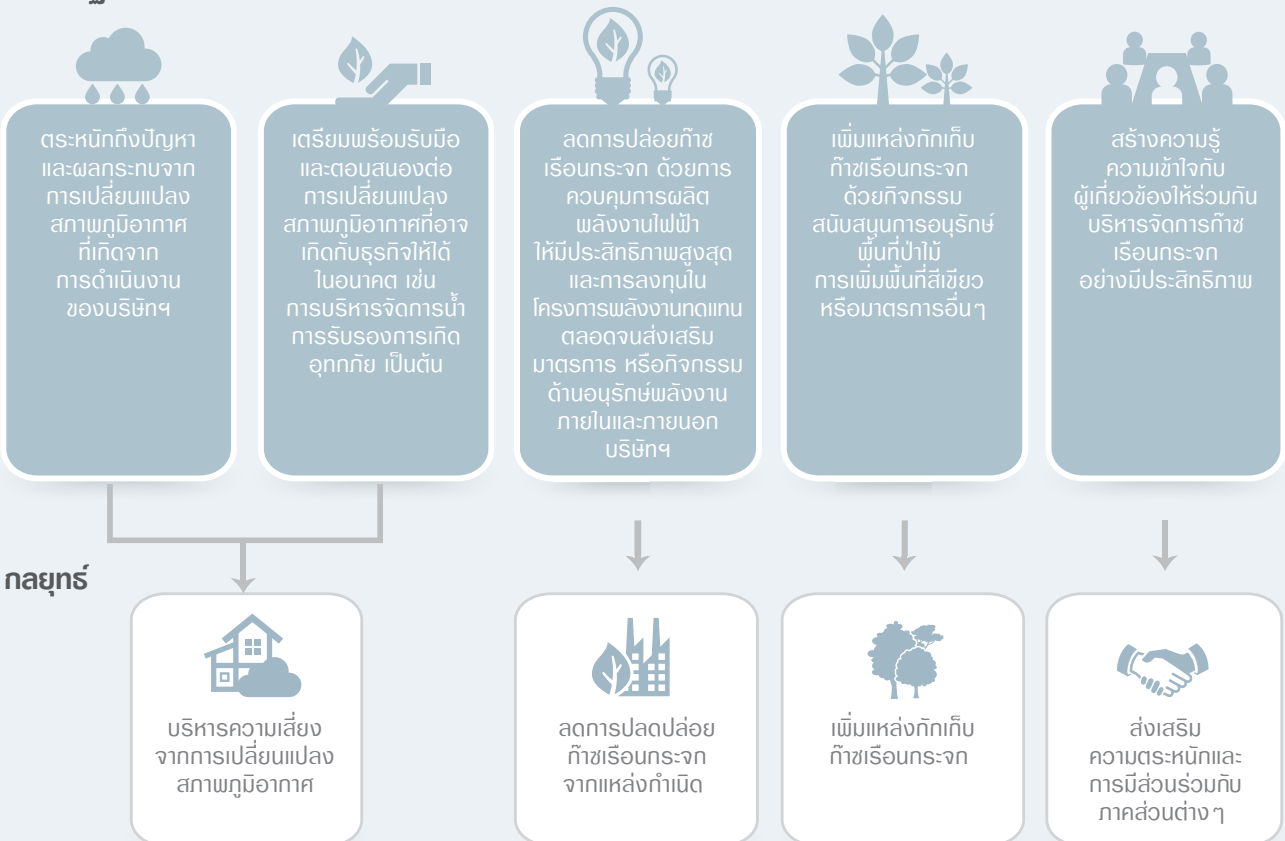 ตระหนักถึงปัญหา
และผลกระทบจาก
การเปลี่ยนแปลง
สภาพภูมิอากาศ
ที่เกิดจาก
การดำเนินงาน
ของบริษัทฯ
เตรียมพร้อมรับมือ
และตอบสนองต่อ
การเปลี่ยนแปลง
สภาพภูมิอากาศที่อาจ
เกิดกับธุรกิจให้ได้
ในอนาคต เช่น
การบริหารจัดการน้ำ
การรับรองการเกิด
อุทกภัย เป็นต้น
ลดการปล่อยก๊าซ
เรือนกระจก ด้วยการ
ควบคุมการผลิต
พลังงานไฟฟ้า
ให้มีประสิทธิภาพสูงสุด
และการลงทุนใน
โครงการพลังงานทดแทน
ตลอดจนส่งเสริม
มาตรการ หรือกิจกรรม
ด้านอนุรักษ์พลังงาน
ภายในและภายนอก
บริษัทฯ
เพิ่มแหล่งกักเก็บ
ก๊าซเรือนกระจก
ด้วยกิจกรรม
สนับสนุนการอนุรักษ์
พื้นที่ป่าไม้
การเพิ่มพื้นที่สีเขียว
หรือมาตรการอื่นๆ
สร้างความรู้
ความเข้าใจกับ
ผู้เกี่ยวข้องให้ร่วมกัน
บริหารจัดการก๊าซ
เรือนกระจก
อย่างมีประสิทธิภาพ
กลยุทธ์
บริหารความเสี่ยง
จากการเปลี่ยนแปลง
สภาพภูมิอากาศ
ลดการปลดปล่อย
ก๊าซเรือนกระจก
จากแหล่งกำเนิด
เพิ่มแหล่งกักเก็บ
ก๊าซเรือนกระจก
ส่งเสริม
ความตระหนักและ
การมีส่วนร่วมกับ
ภาคส่วนต่างๆ